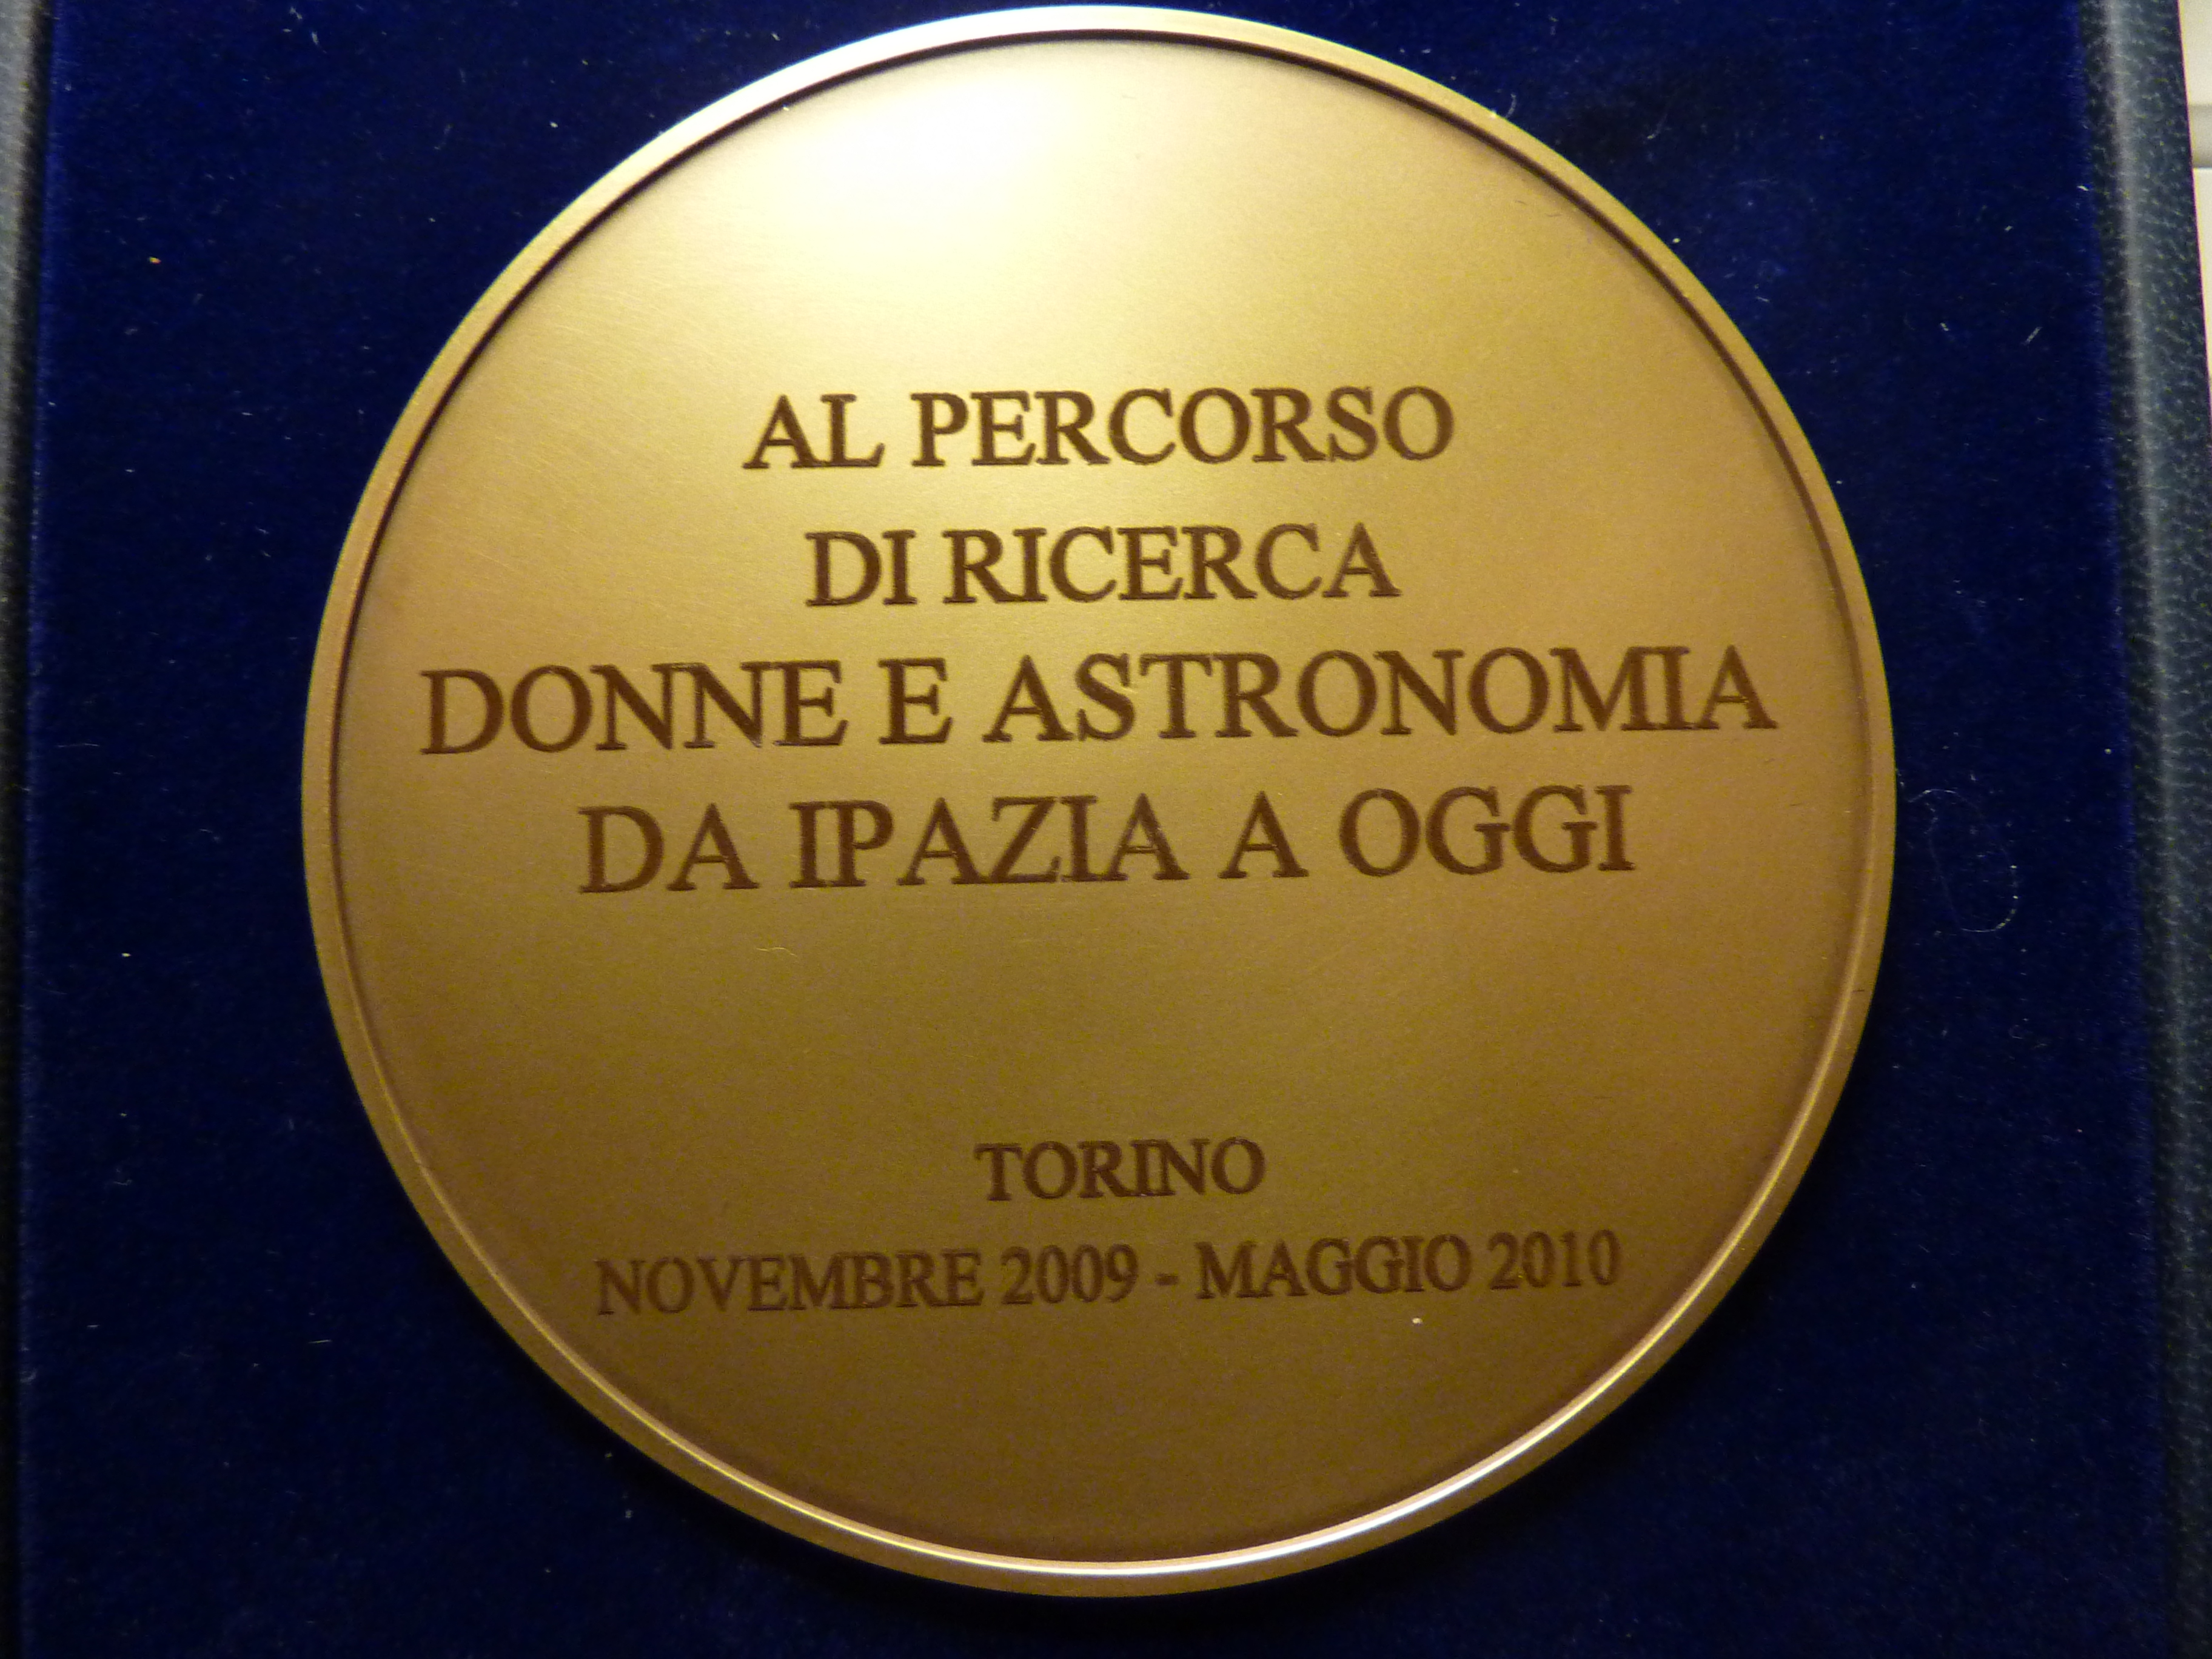 AL PERCORSO
DI RICERCA
DONNE E ASTRONOMIA
DA IPAZIA A OGGI
TORINO
NOVEMBRE 2009 - MAGGIO 2010